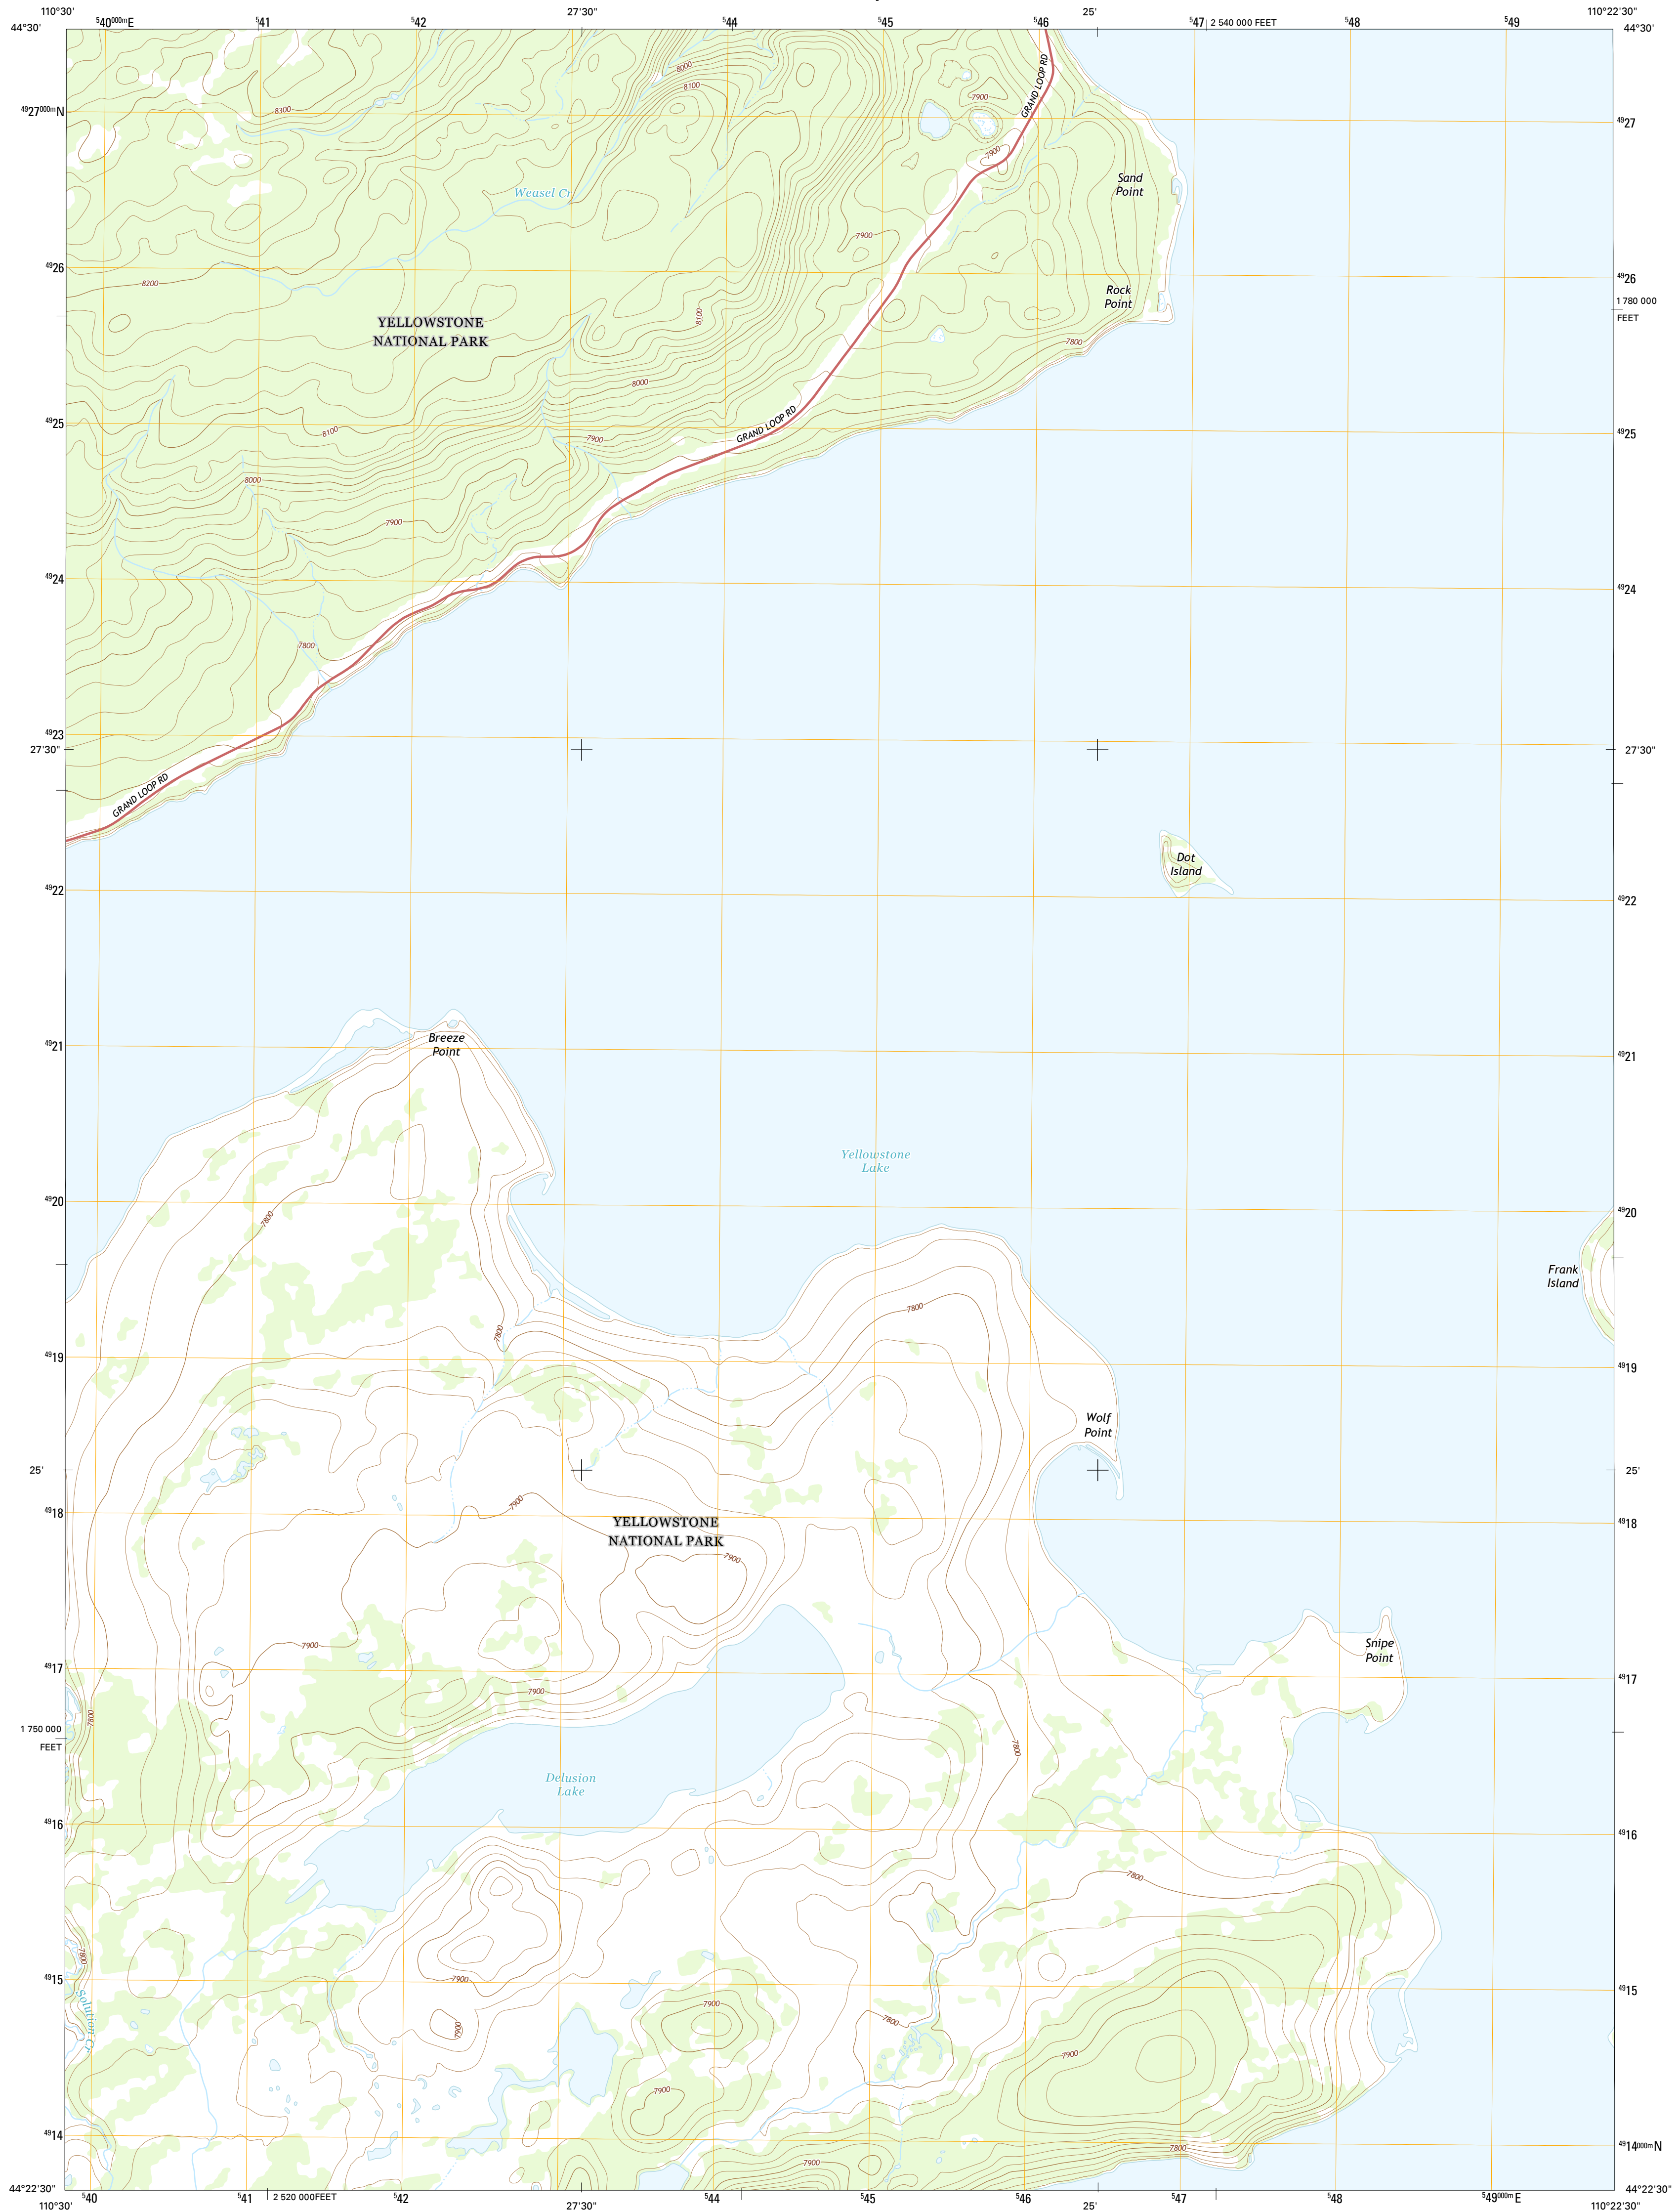 110°30'
⁵40⁰⁰⁰ᵐE
⁵41
⁵42
27'30"
⁵44
⁵45
⁵46
25'
⁵47
2 540 000 FEET
⁵48
⁵49
110°22'30"
44°30'
44°30'
8000
8100
GRAND LOOP RD
7900
8300
⁴⁹27⁰⁰⁰ᵐN
⁴⁹27
7900
Sand
Point
Weasel Cr
7900
⁴⁹26
⁴⁹26
8200
Rock
Point
1 780 000
FEET
8100
YELLOWSTONE
NATIONAL PARK
7800
8000
GRAND LOOP RD
⁴⁹25
⁴⁹25
8100
7900
8000
7900
⁴⁹24
⁴⁹24
7800
⁴⁹23
⁴⁹23
27'30"
27'30"
GRAND LOOP RD
Dot
Island
⁴⁹22
⁴⁹22
Breeze
Point
⁴⁹21
⁴⁹21
Yellowstone
Lake
⁴⁹20
⁴⁹20
7800
Frank
Island
7800
7800
⁴⁹19
⁴⁹19
Wolf
Point
25'
25'
7900
⁴⁹18
⁴⁹18
YELLOWSTONE
NATIONAL PARK
7900
7900
Snipe
Point
⁴⁹17
⁴⁹17
7900
7800
1 750 000
FEET
7800
Delusion
Lake
⁴⁹16
⁴⁹16
7800
7800
7900
⁴⁹15
⁴⁹15
Solution Cr
7900
7800
7900
7900
7900
⁴⁹14
⁴⁹14⁰⁰⁰ᵐN
7800
7900
44°22'30"
44°22'30"
110°30'
⁵40
⁵41
2 520 000FEET
⁵42
27'30"
⁵44
⁵45
⁵46
25'
⁵47
⁵48
⁵49⁰⁰⁰ᵐE
110°22'30"